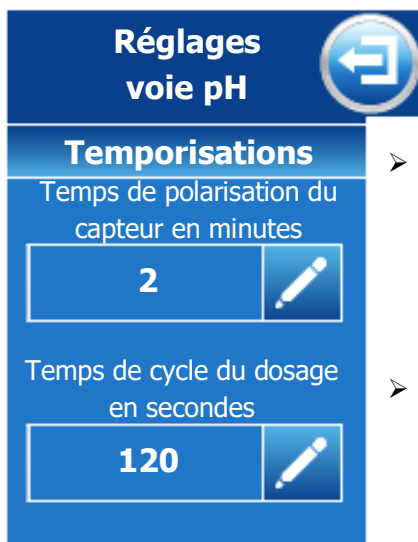 Réglages
voie pH
Temporisations
Temps de polarisation du
capteur en minutes
2
Temps de cycle du dosage
en secondes
120